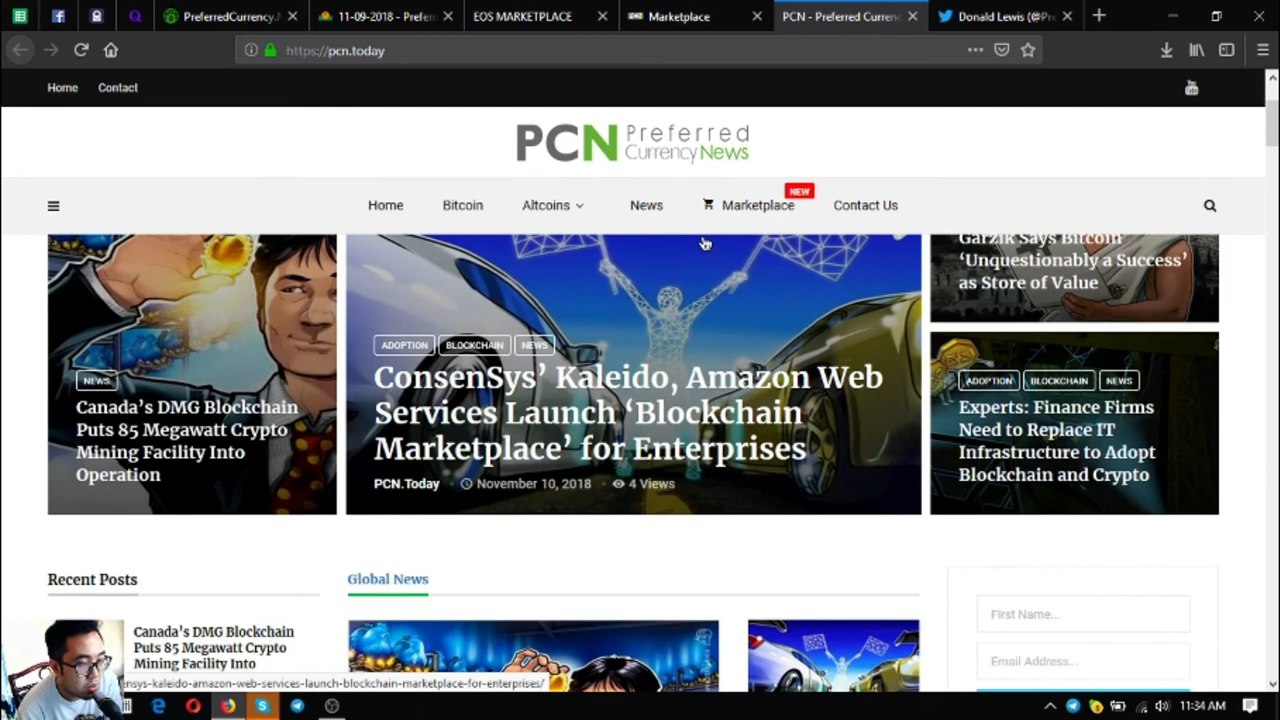 PreferredCurrency.
11-09-2018 - Prefer
EOS MARKETPLACE
Marketplace
PCN - Preferred Currenc
Donald Lewis (@Pre
https://pcn.today
Home
Contact
PCN Preferred
CurrencyNews
NEW
Home
Bitcoin
Altcoins
News
Marketplace
Contact Us
NEWS
Canada's DMG Blockchain
Puts 85 Megawatt Crypto
Mining Facility Into
Operation
ADOPTION
BLOCKCHAIN
NEWS
ConsenSys' Kaleido, Amazon Web
Services Launch 'Blockchain
Marketplace' for Enterprises
PCN.Today
November 10, 2018
4 Views
Garzik Says Bitcoin
'Unquestionably a Success'
as Store of Value
ADOPTION
BLOCKCHAIN
NEWS
Experts: Finance Firms
Need to Replace IT
Infrastructure to Adopt
Blockchain and Crypto
Recent Posts
Canada's DMG Blockchain
Puts 85 Megawatt Crypto
Mining Facility Into
Global News
First Name...
Email Address...
ensys-kaleido-amazon-web-services-launch-blockchain-marketplace-for-enterprises/
11:34 AM